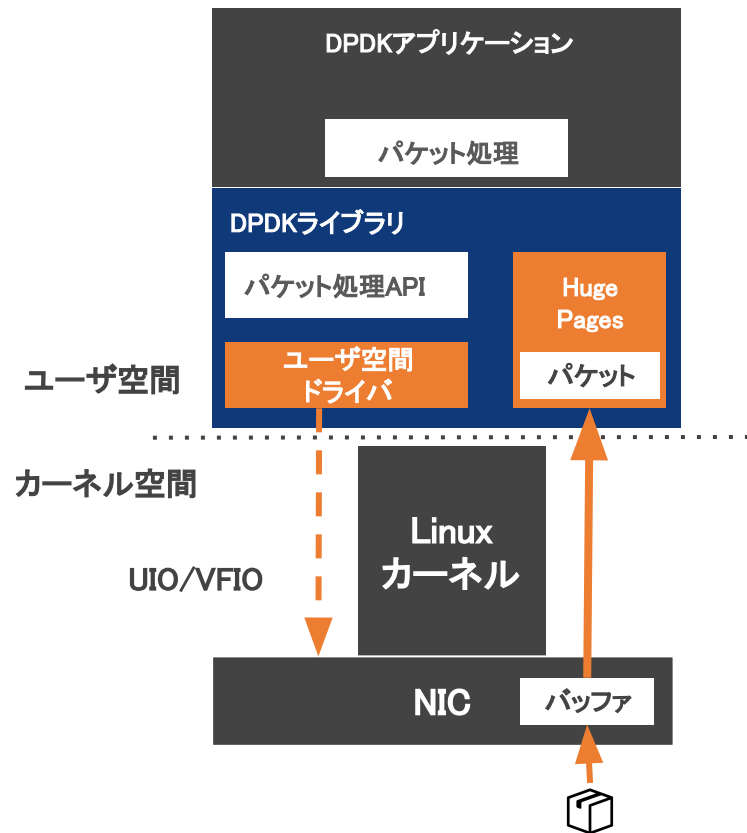 DPDKアプリケーション
パケット処理
DPDKライブラリ
パケット処理API
Huge
Pages
パケット
ユーザ空間
ドライバ
ユーザ空間
カーネル空間
Linux
カーネル
UIO/VFIO
NIC
バッファ